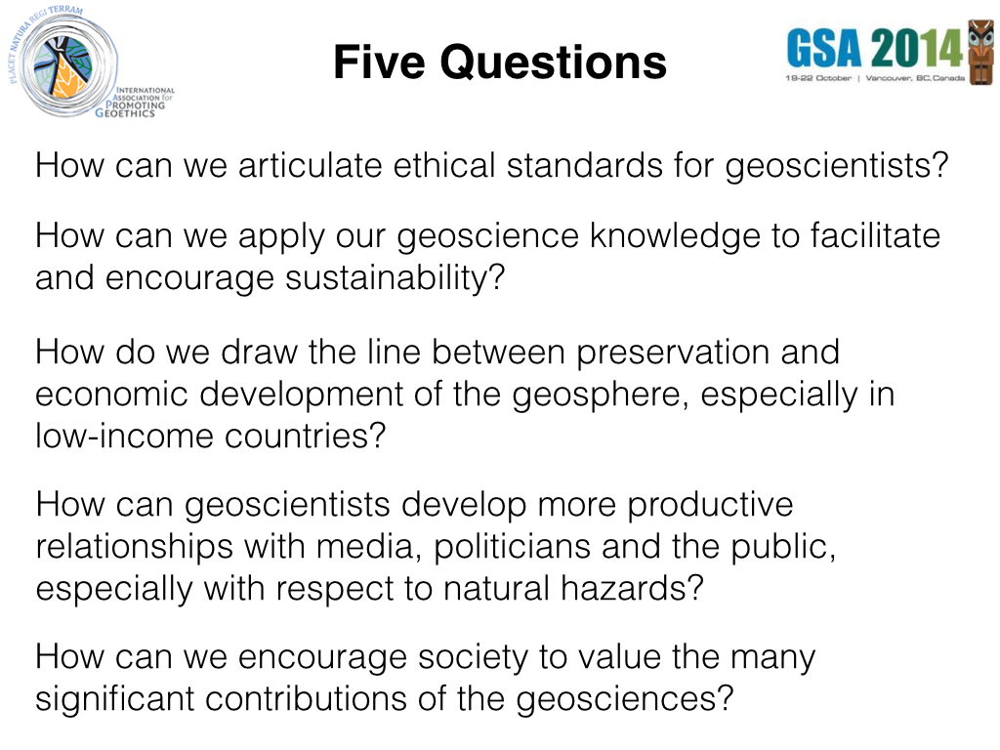 PLACET NATURA REGI TERRAM
INTERNATIONAL
ASSOCIATION for
PROMOTING
GEOETHICS
Five Questions
GSA 2014
19-22 October | Vancouver, BC, Canada
How can we articulate ethical standards for geoscientists?
How can we apply our geoscience knowledge to facilitate
and encourage sustainability?
How do we draw the line between preservation and
economic development of the geosphere, especially in
low-income countries?
How can geoscientists develop more productive
relationships with media, politicians and the public,
especially with respect to natural hazards?
How can we encourage society to value the many
significant contributions of the geosciences?